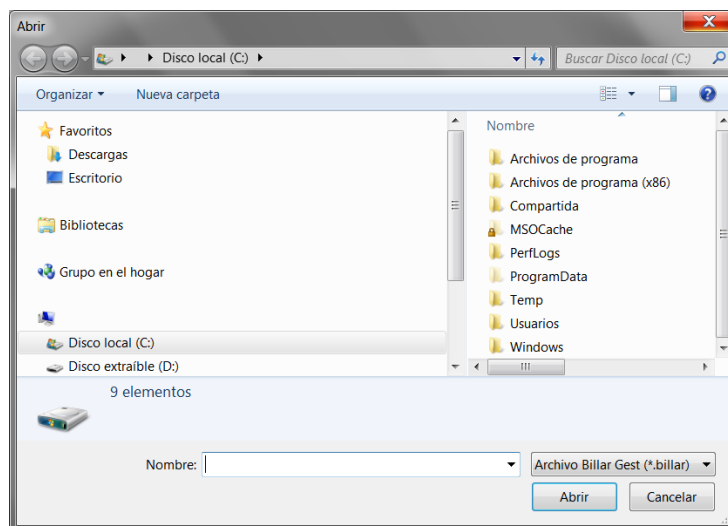 Abrir
Disco local (C:)
Buscar Disco local (C:)
Organizar
Nueva carpeta
Favoritos
Descargas
Escritorio
Bibliotecas
Grupo en el hogar
Disco local (C:)
Disco extraíble (D:)
Nombre
Archivos de programa
Archivos de programa (x86)
Compartida
MSOCache
PerfLogs
ProgramData
Temp
Usuarios
Windows
9 elementos
Nombre:
Archivo Billar Gest (*.billar)
Abrir
Cancelar